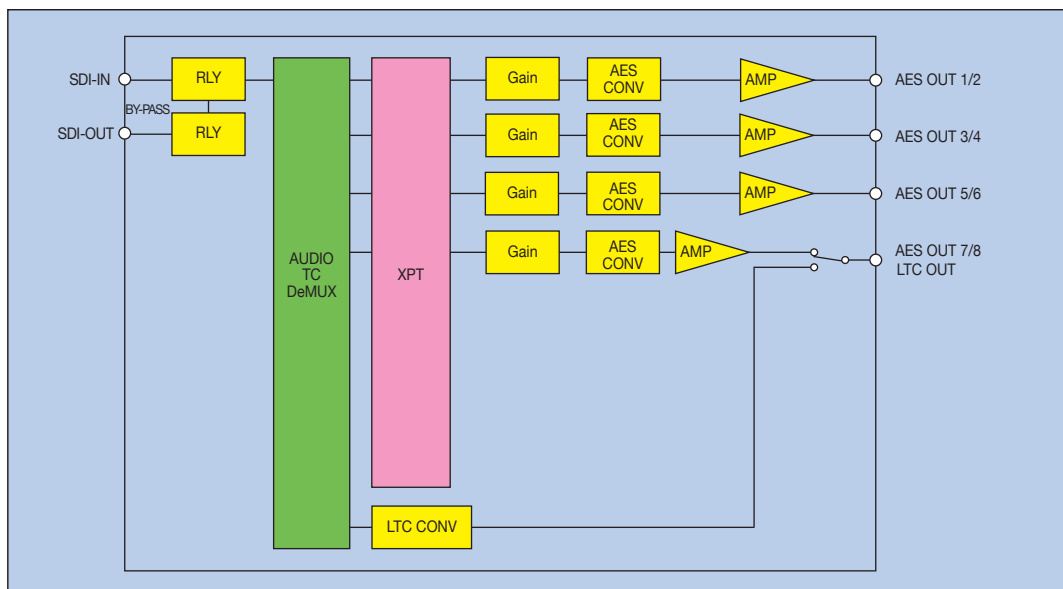 SDI-IN
RLY
BY-PASS
SDI-OUT
RLY
AUDIO
TC
DeMUX
XPT
Gain
AES
CONV
AMP
AES OUT 1/2
Gain
AES
CONV
AMP
AES OUT 3/4
Gain
AES
CONV
AMP
AES OUT 5/6
Gain
AES
CONV
AMP
AES OUT 7/8
LTC OUT
LTC CONV